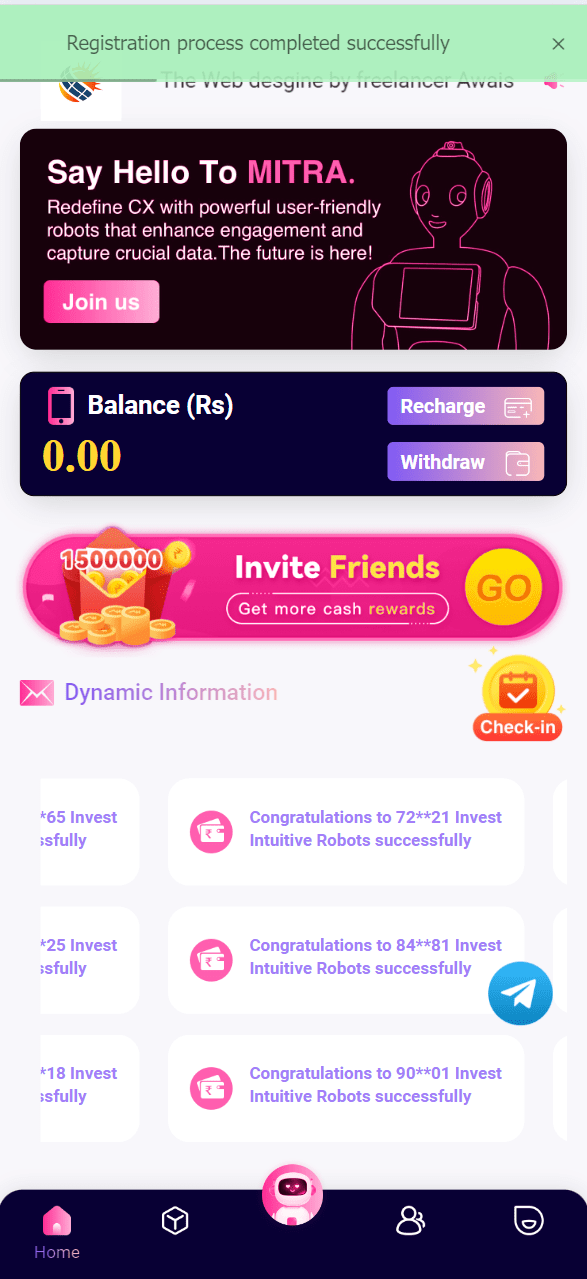 Registration process completed successfully
The Web desgine by freelancer Awais
Say Hello To MITRA.
Redefine CX with powerful user-friendly
robots that enhance engagement and
capture crucial data.The future is here!
Join us
Balance (Rs)
0.00
Recharge
Withdraw
1500000
Invite Friends
Get more cash rewards
GO
Dynamic Information
Check-in
*65 Invest
ssfully
Congratulations to 72**21 Invest
Intuitive Robots successfully
*25 Invest
ssfully
Congratulations to 84**81 Invest
Intuitive Robots successfully
*18 Invest
ssfully
Congratulations to 90**01 Invest
Intuitive Robots successfully
Home